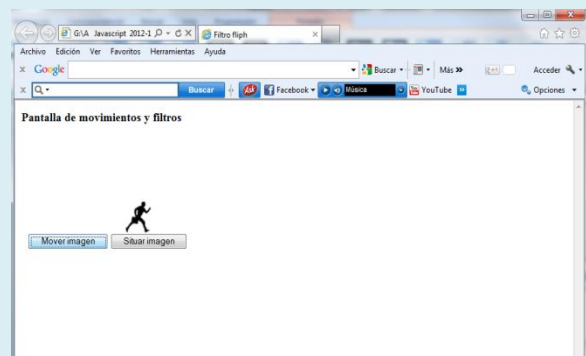 G:\A Javascript 2012-1
Filtro fliph
Archivo Edición Ver Favoritos Herramientas Ayuda
x Google Buscar Más » Acceder
x Buscar Ask Facebook Música YouTube Opciones
Pantalla de movimientos y filtros
Mover imagen Situar imagen